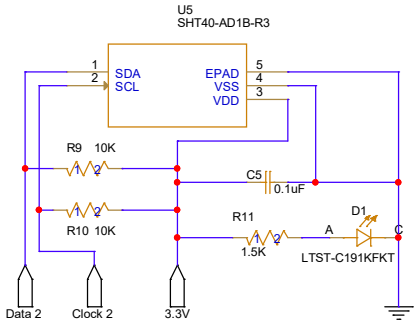 U5
SHT40-AD1B-R3
1 SDA EPAD 5
2 SCL VSS 4
VDD 3
R9 10K
1 2
C5
0.1uF
1 2
R10 10K
R11
1 2
1.5K
D1
A C
LTST-C191KFKT
Data 2 Clock 2 3.3V